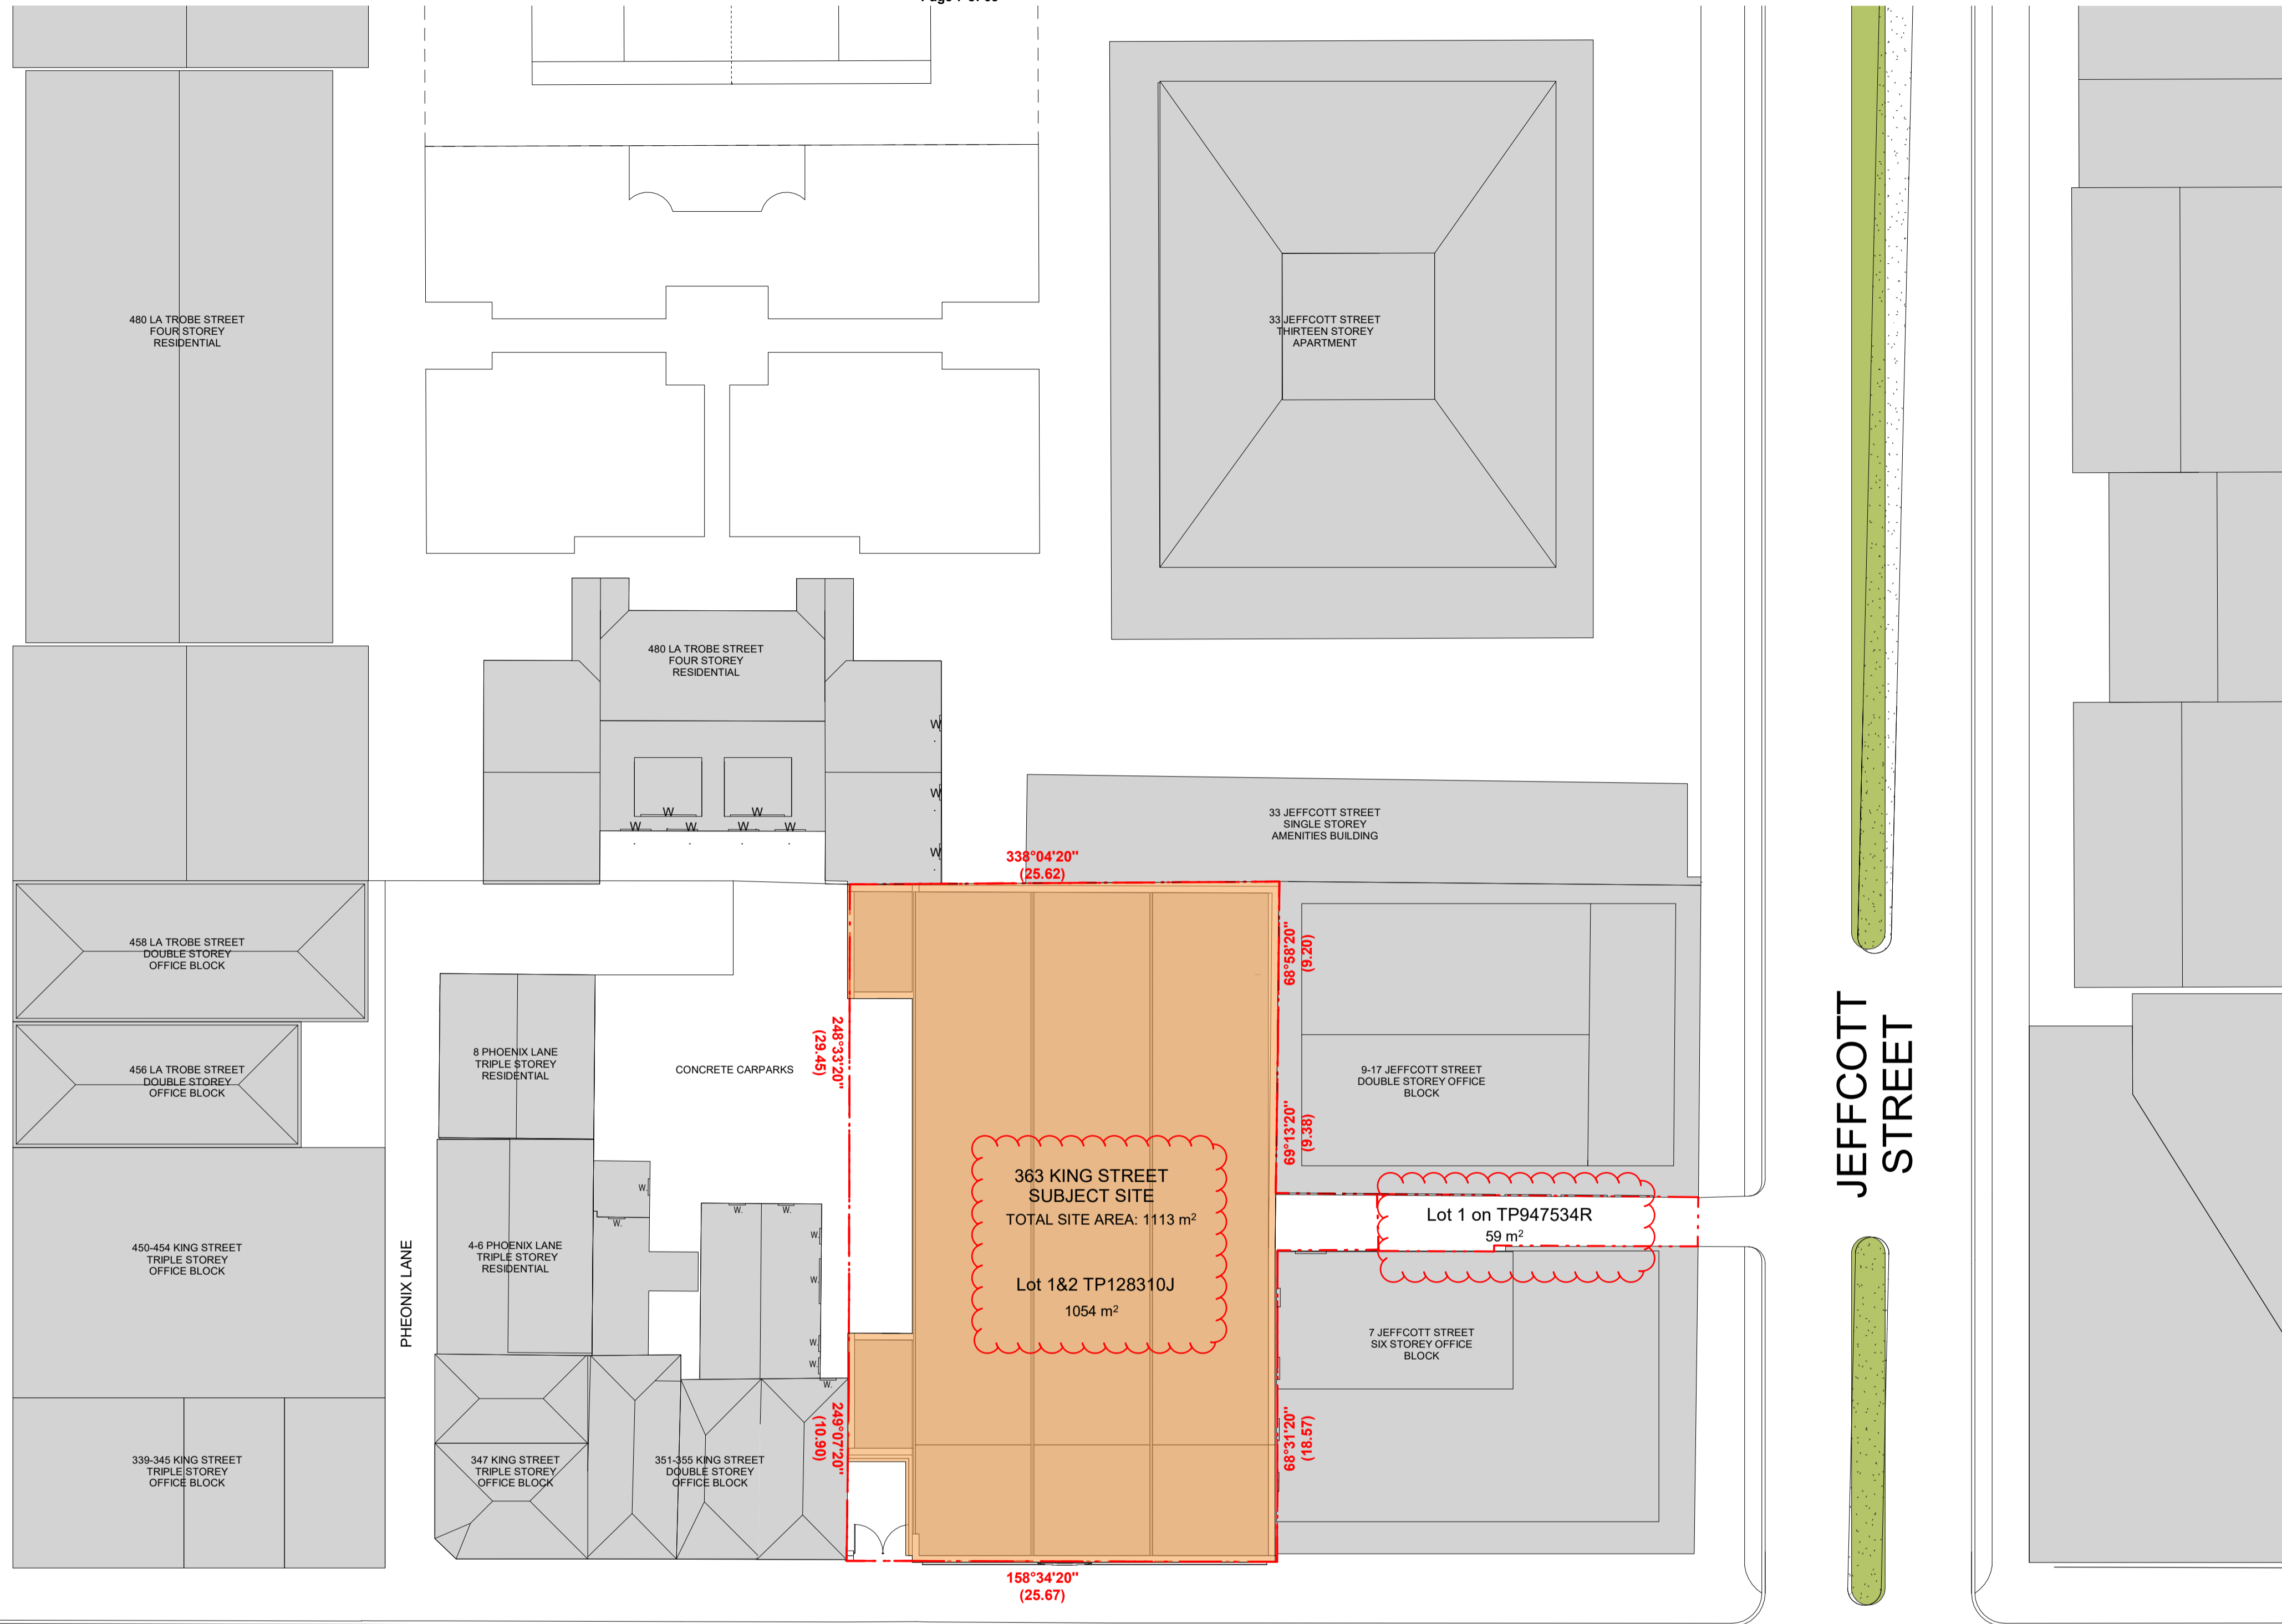 480 LA TROBE STREET
FOUR STOREY
RESIDENTIAL
33 JEFFCOTT STREET
THIRTEEN STOREY
APARTMENT
480 LA TROBE STREET
FOUR STOREY
RESIDENTIAL
W
W
W
W
W
W
W
W
W
33 JEFFCOTT STREET
SINGLE STOREY
AMENITIES BUILDING
338°04'20"
(25.62)
68°58'20"
(9.20)
458 LA TROBE STREET
DOUBLE STOREY
OFFICE BLOCK
456 LA TROBE STREET
DOUBLE STOREY
OFFICE BLOCK
8 PHOENIX LANE
TRIPLE STOREY
RESIDENTIAL
CONCRETE CARPARKS
248°33'20"
(29.45)
9-17 JEFFCOTT STREET
DOUBLE STOREY OFFICE
BLOCK
69°13'20"
(9.38)
JEFFCOTT
STREET
363 KING STREET
SUBJECT SITE
TOTAL SITE AREA: 1113 m²
Lot 1&2 TP128310J
1054 m²
Lot 1 on TP947534R
59 m²
450-454 KING STREET
TRIPLE STOREY
OFFICE BLOCK
PHEONIX LANE
4-6 PHOENIX LANE
TRIPLE STOREY
RESIDENTIAL
W.
W.
W.
W.
W.
W.
W.
W.
W.
7 JEFFCOTT STREET
SIX STOREY OFFICE
BLOCK
339-345 KING STREET
TRIPLE STOREY
OFFICE BLOCK
347 KING STREET
TRIPLE STOREY
OFFICE BLOCK
351-355 KING STREET
DOUBLE STOREY
OFFICE BLOCK
249°07'20"
(10.90)
68°31'20"
(18.57)
158°34'20"
(25.67)